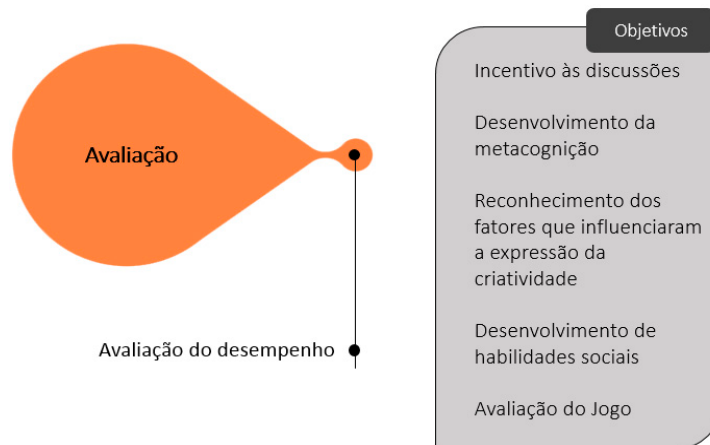 Objetivos
Incentivo às discussões
Desenvolvimento da
metacognição
Reconhecimento dos
fatores que influenciaram
a expressão da
criatividade
Desenvolvimento de
habilidades sociais
Avaliação do Jogo
Avaliação
Avaliação do desempenho